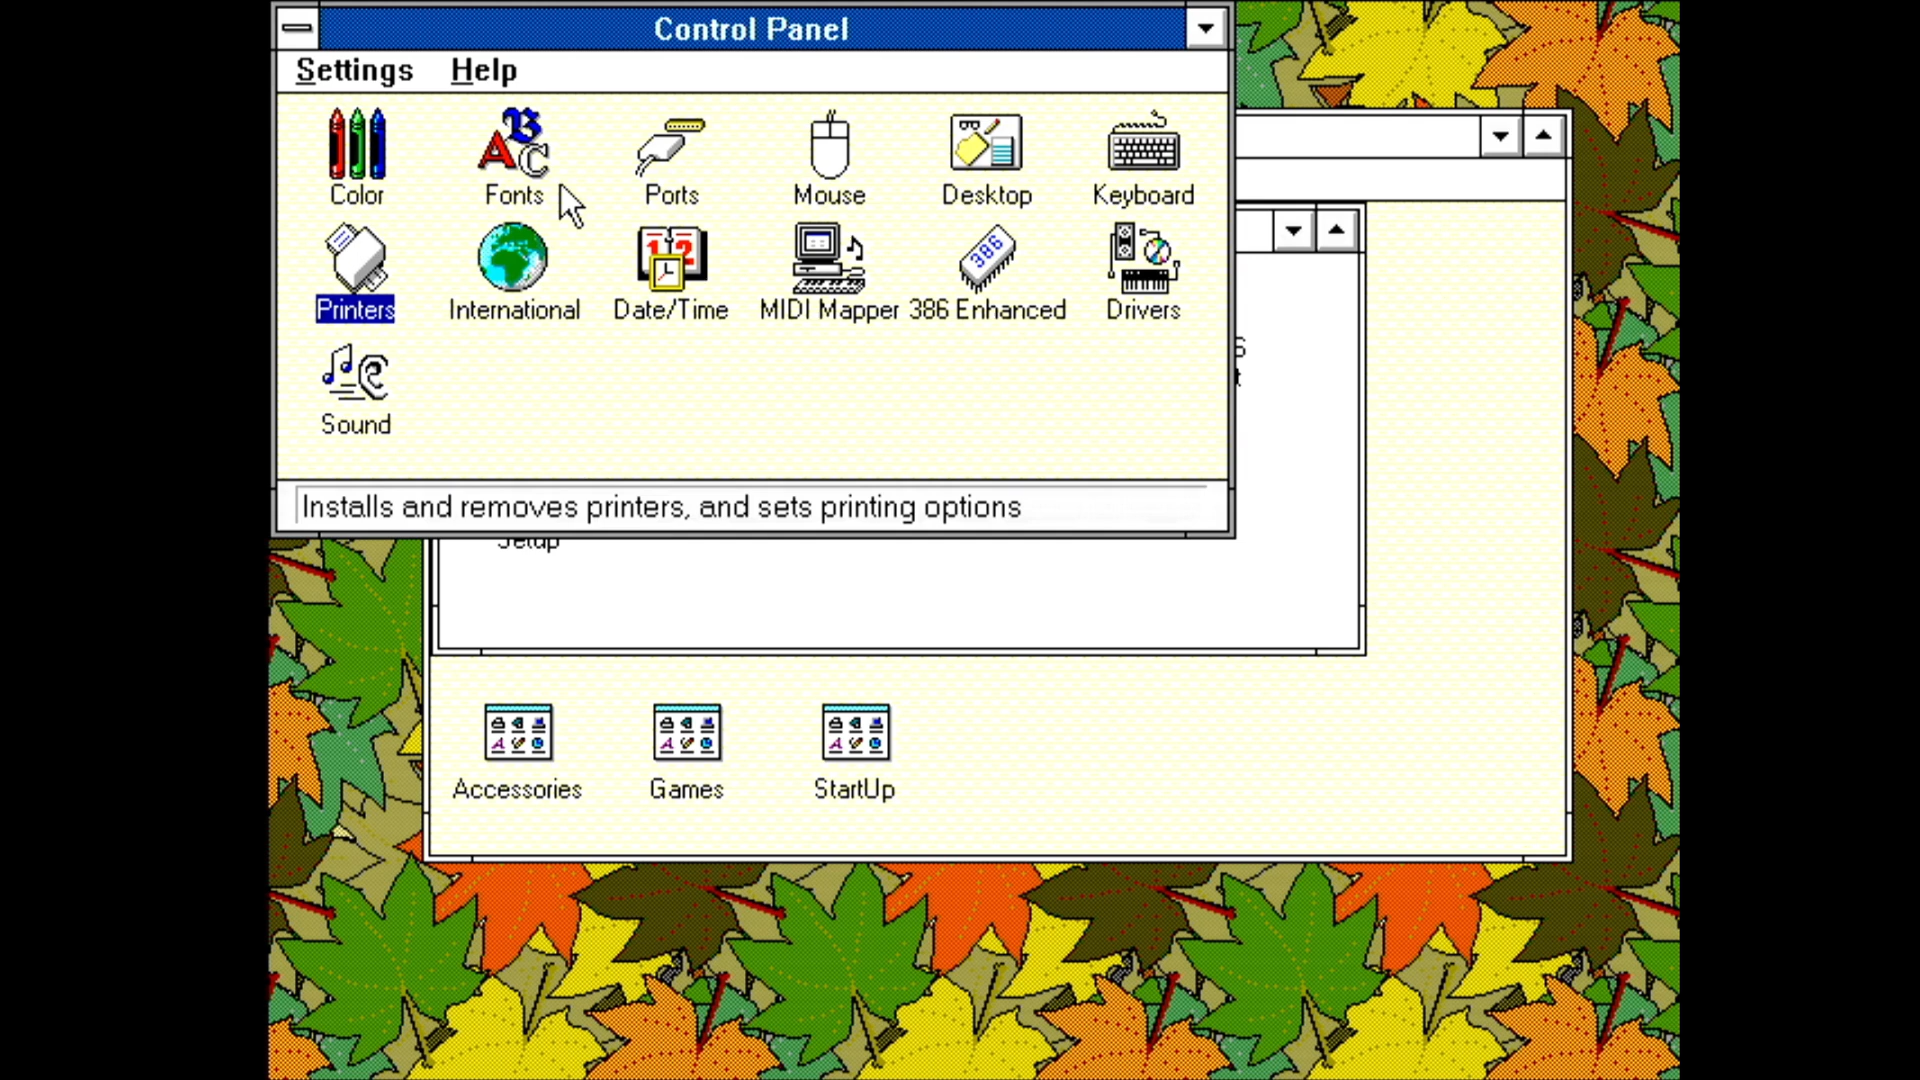 Control Panel
Settings Help
Color Fonts Ports Mouse Desktop Keyboard
Printers International Date/Time MIDI Mapper 386 Enhanced Drivers
Sound
Installs and removes printers, and sets printing options
Setup
Accessories Games StartUp